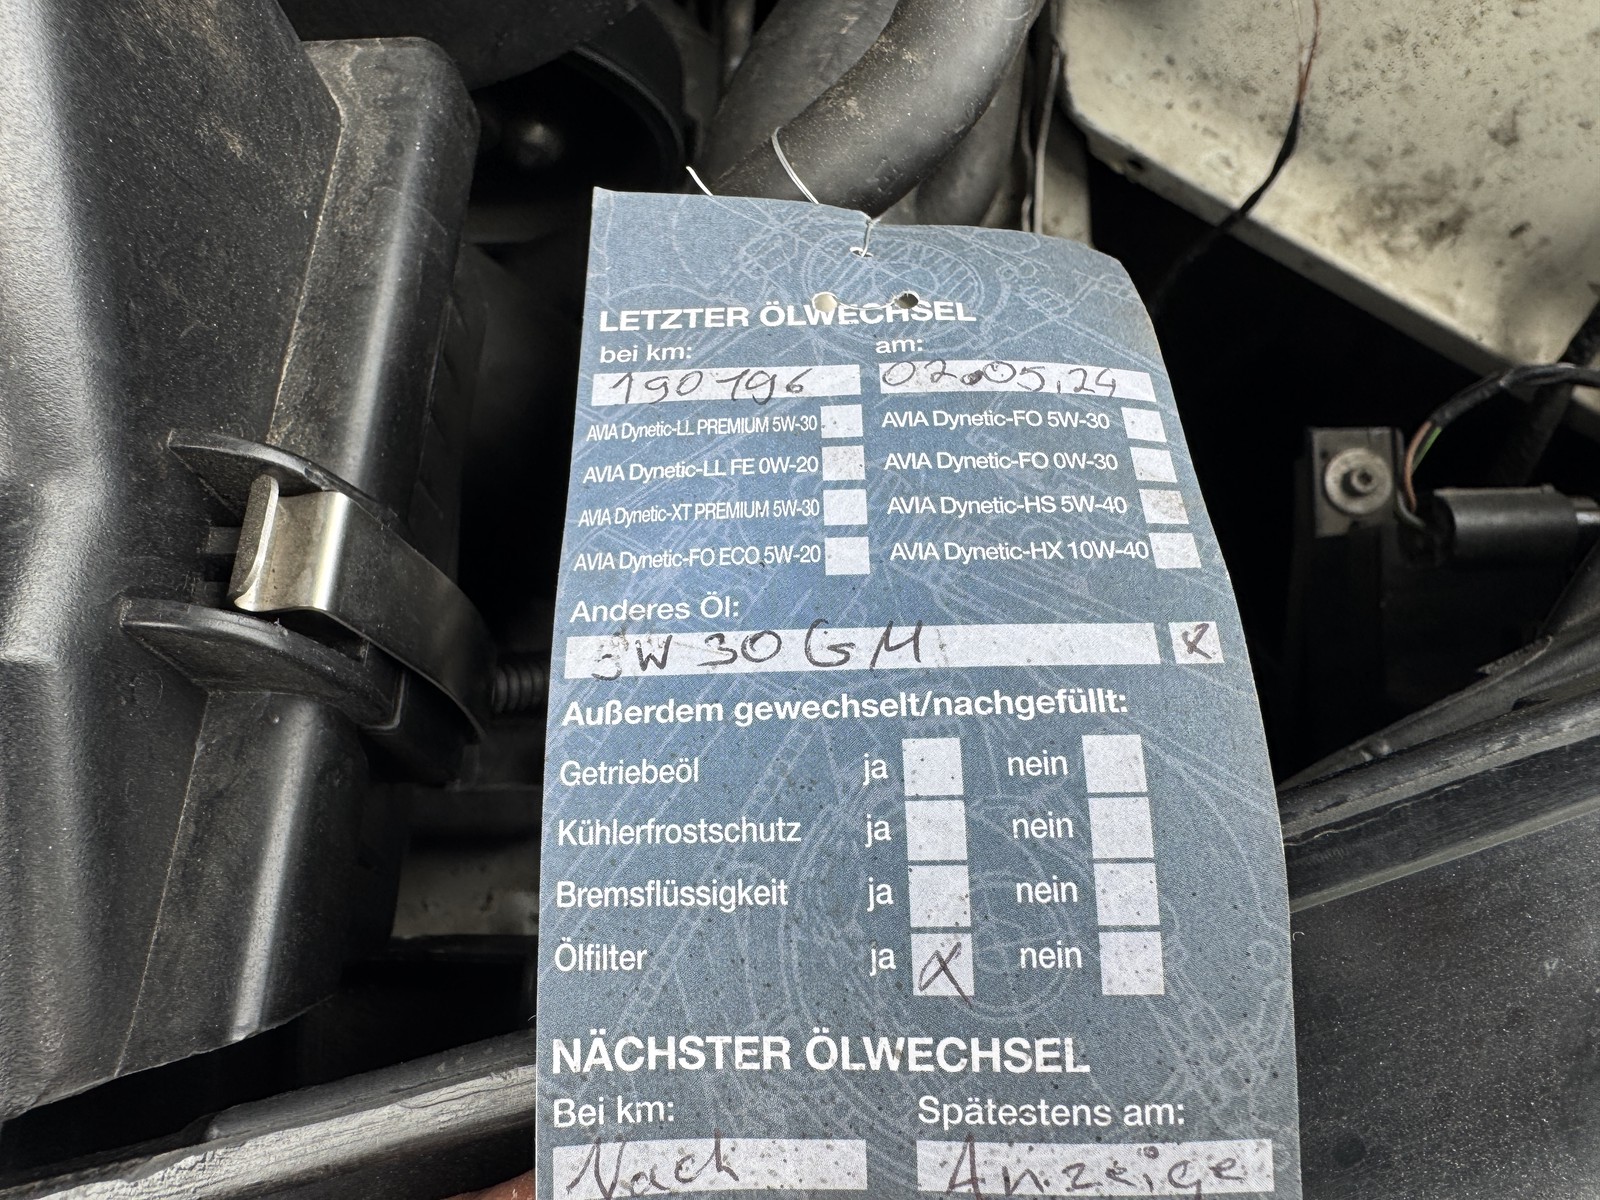 LETZTER ÖLWECHSEL
bei km: am:
190196 02.05.24
AVIA Dynetic-LL PREMIUM 5W-30 AVIA Dynetic-FO 5W-30
AVIA Dynetic-LL FE 0W-20 AVIA Dynetic-FO 0W-30
AVIA Dynetic-XT PREMIUM 5W-30 AVIA Dynetic-HS 5W-40
AVIA Dynetic-FO ECO 5W-20 AVIA Dynetic-HX 10W-40
Anderes Öl:
5W 30 GM x
Außerdem gewechselt/nachgefüllt:
Getriebeöl ja nein
Kühlerfrostschutz ja nein
Bremsflüssigkeit ja nein
Ölfilter ja x nein
NÄCHSTER ÖLWECHSEL
Bei km: Spätestens am:
Nach Anzeige